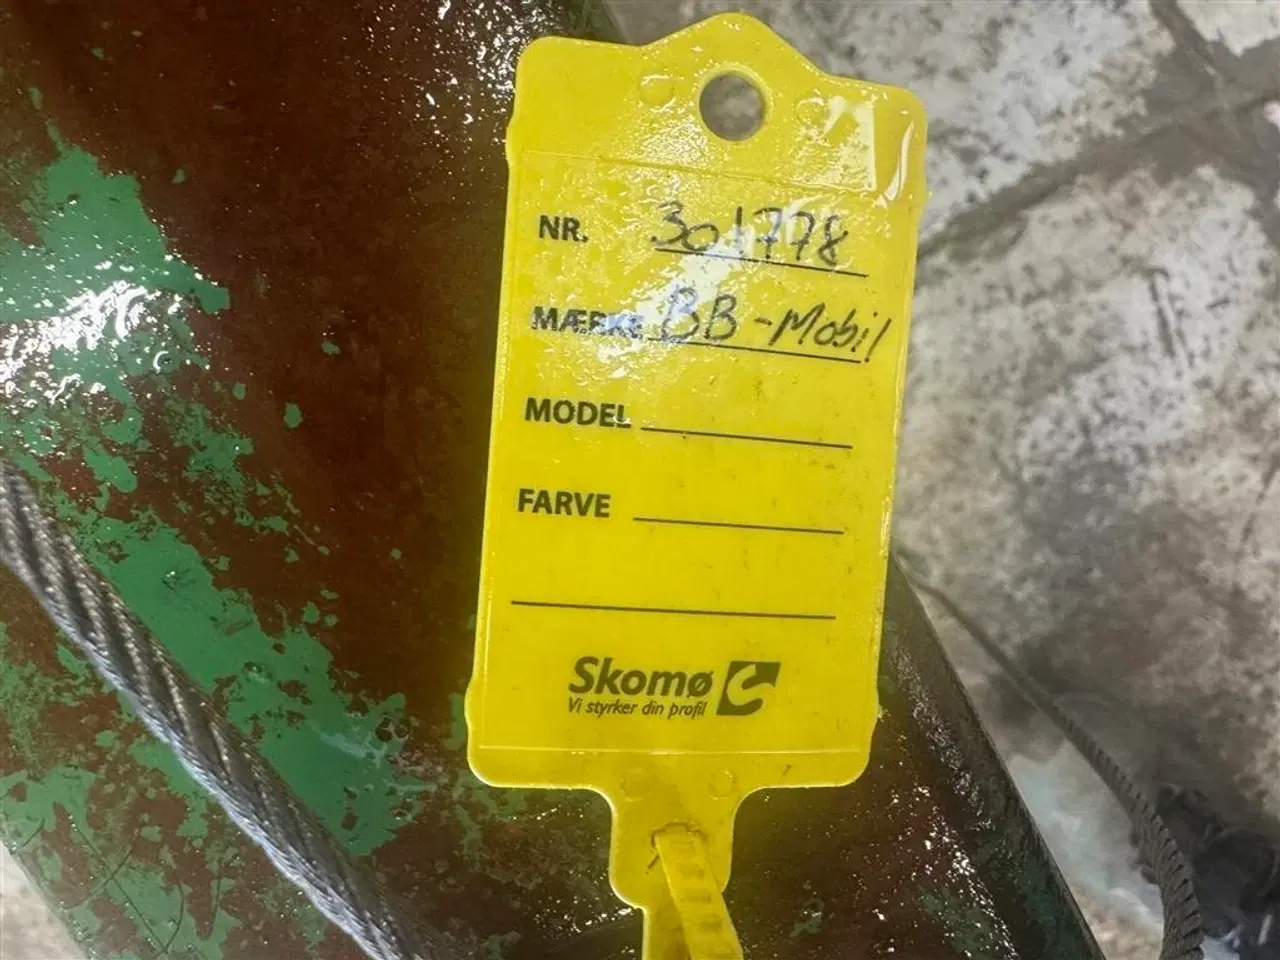 NR. 301778
MÆRKE BB-Mobil
MODEL
FARVE
Skomø
Vi styrker din profil